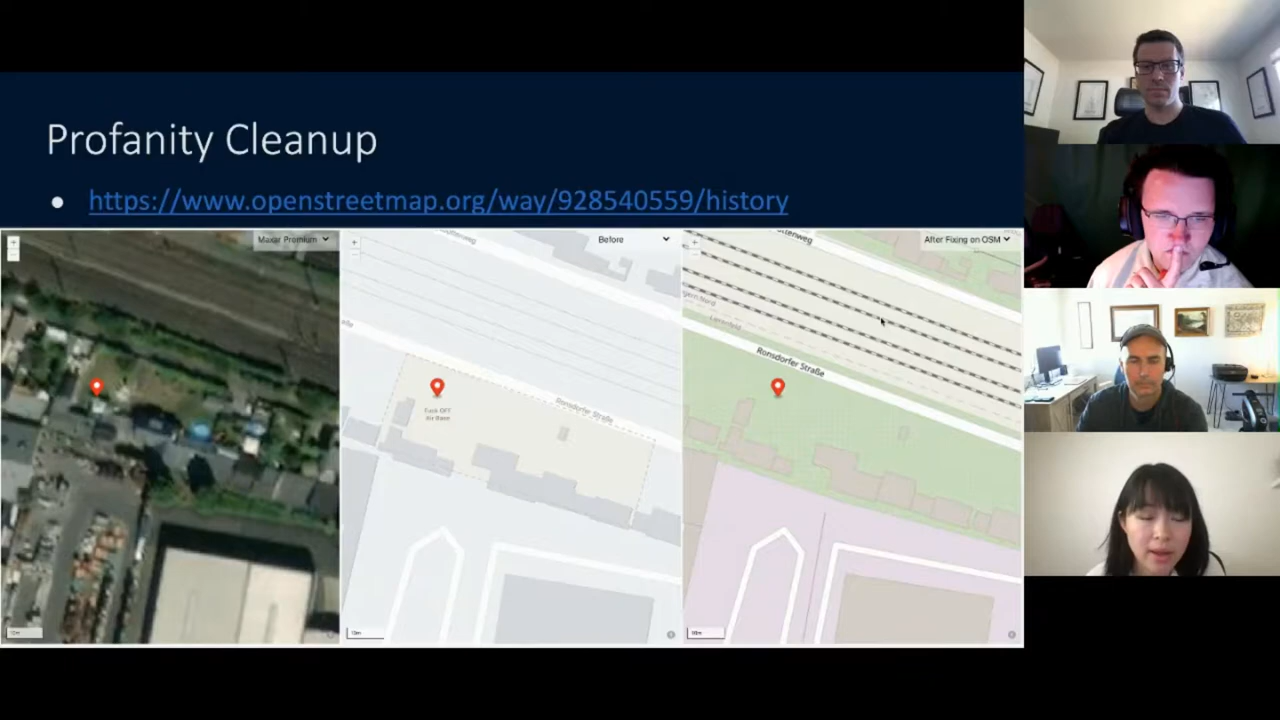 Profanity Cleanup
● https://www.openstreetmap.org/way/928540559/history
Maxar Premium
Before
After Fixing on OSM
Ronsdorfer Straße
Fuck OFF
Air Base
Ronsdorfer Straße
Lierenfeld